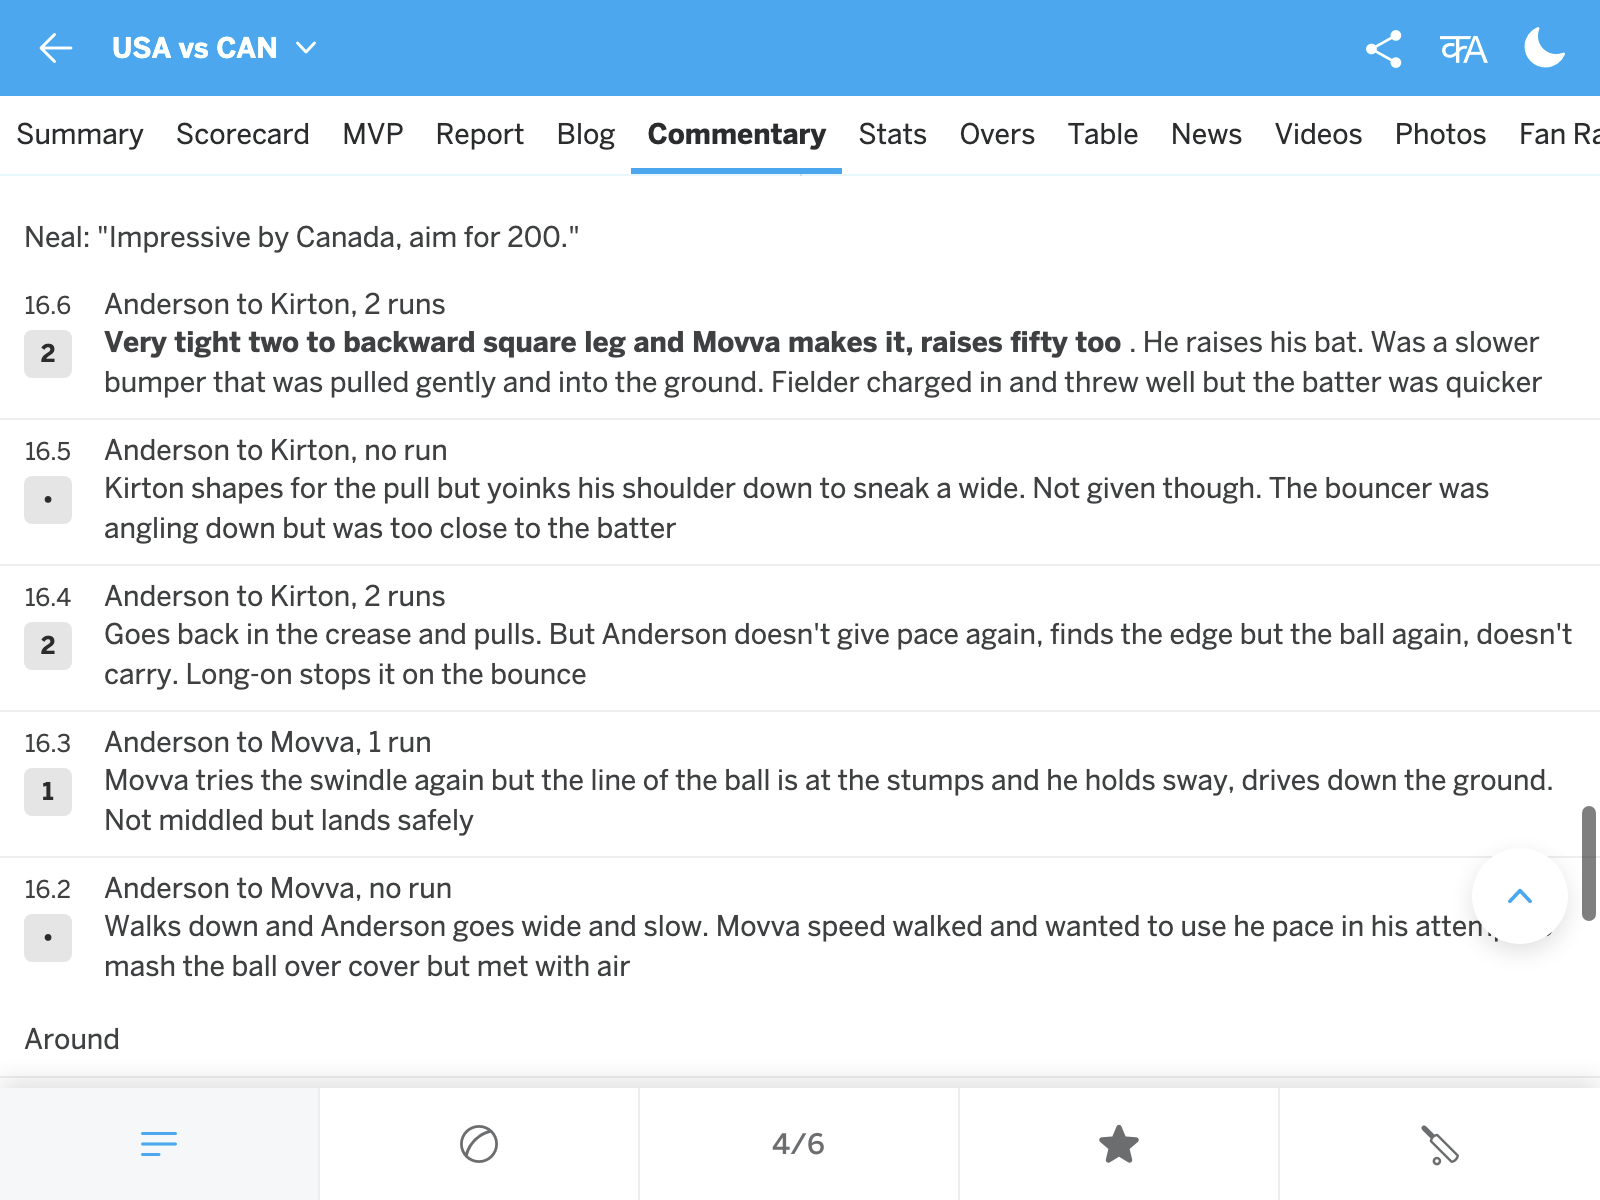 USA vs CAN
कA
Summary Scorecard MVP Report Blog Commentary Stats Overs Table News Videos Photos Fan Ra
Neal: "Impressive by Canada, aim for 200."
16.6 Anderson to Kirton, 2 runs
2 Very tight two to backward square leg and Movva makes it, raises fifty too . He raises his bat. Was a slower
bumper that was pulled gently and into the ground. Fielder charged in and threw well but the batter was quicker
16.5 Anderson to Kirton, no run
• Kirton shapes for the pull but yoinks his shoulder down to sneak a wide. Not given though. The bouncer was
angling down but was too close to the batter
16.4 Anderson to Kirton, 2 runs
2 Goes back in the crease and pulls. But Anderson doesn't give pace again, finds the edge but the ball again, doesn't
carry. Long-on stops it on the bounce
16.3 Anderson to Movva, 1 run
1 Movva tries the swindle again but the line of the ball is at the stumps and he holds sway, drives down the ground.
Not middled but lands safely
16.2 Anderson to Movva, no run
• Walks down and Anderson goes wide and slow. Movva speed walked and wanted to use he pace in his
mash the ball over cover but met with air
Around
4/6